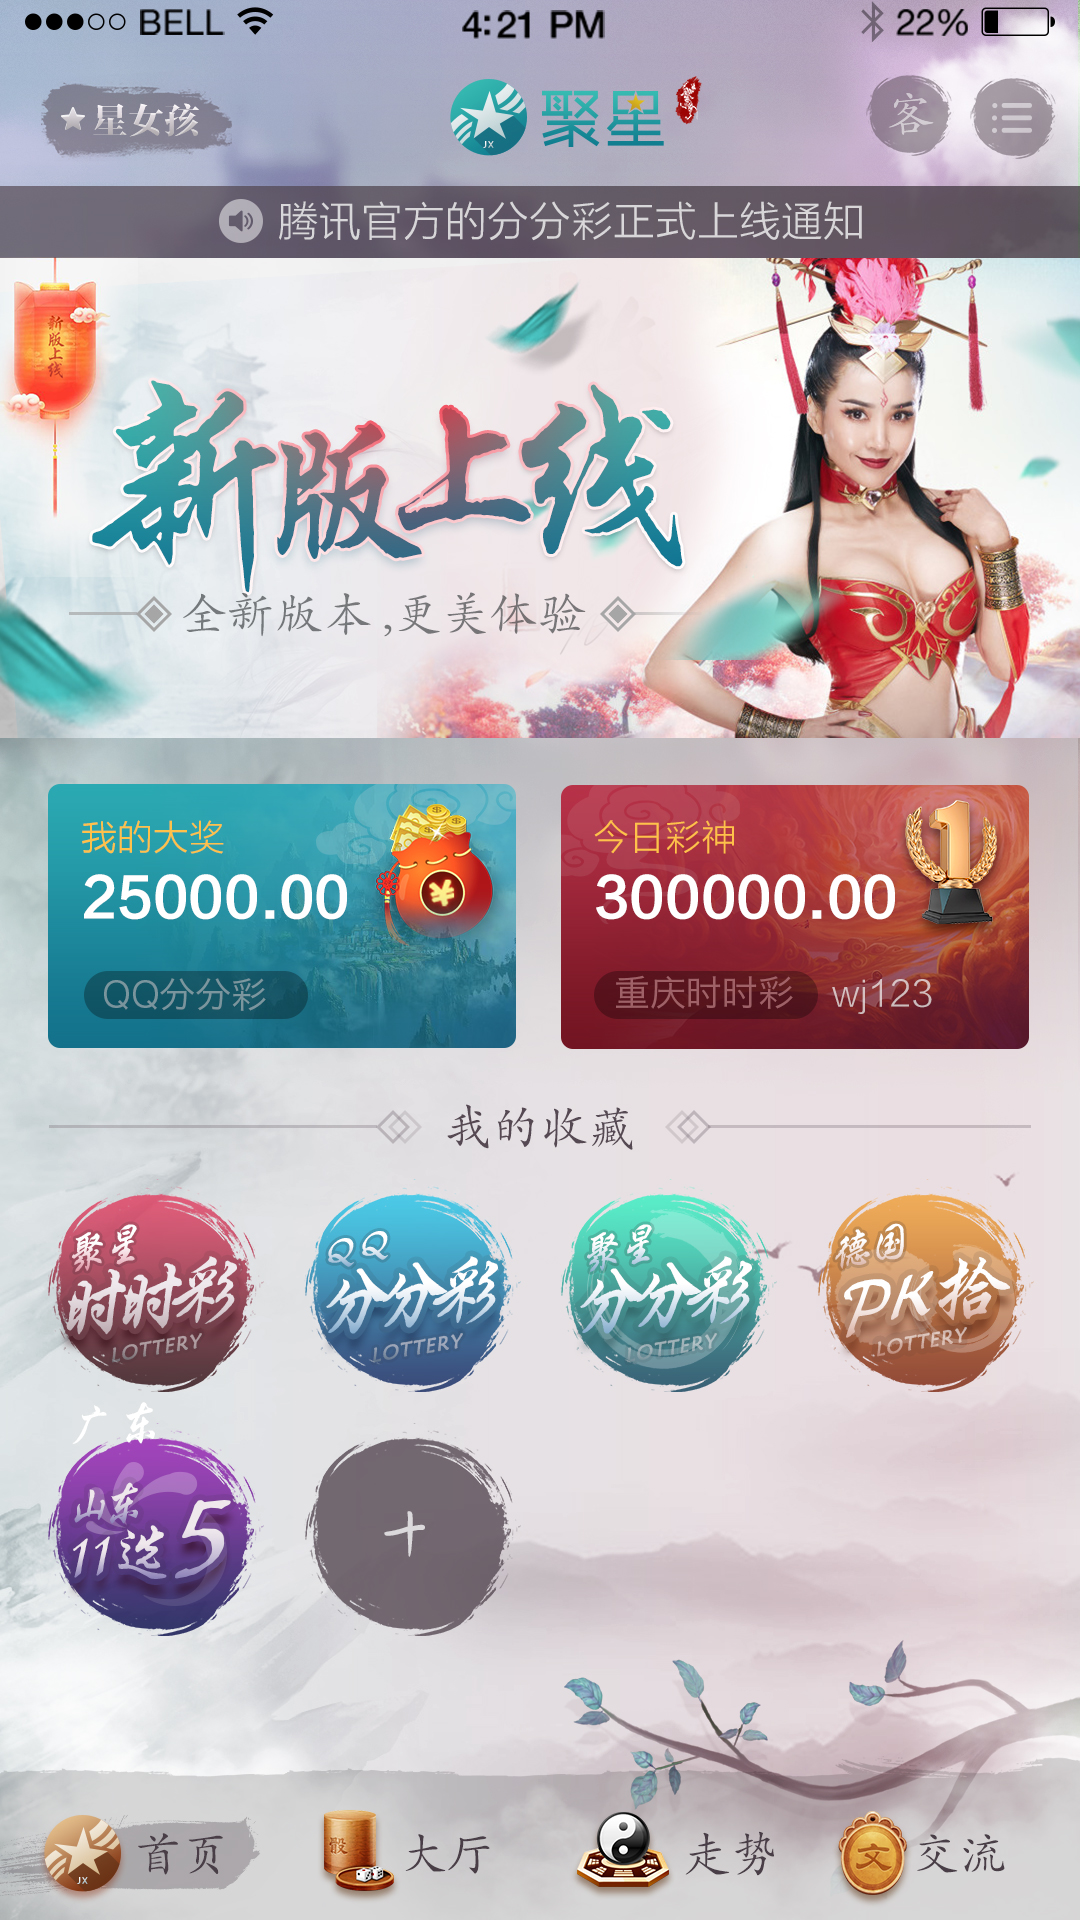 BELL 4:21 PM 22%
星女孩
JX
聚星
客
腾讯官方的分分彩正式上线通知
新版上线
新版上线
全新版本,更美体验
我的大奖
25000.00
QQ分分彩
今日彩神
300000.00
重庆时时彩 wj123
1
我的收藏
聚星
时时彩
LOTTERY
QQ
分分彩
LOTTERY
聚星
分分彩
LOTTERY
德国
PK拾
LOTTERY
广东
山东
11选5
+
JX
首页
骰
大厅
走势
文
交流